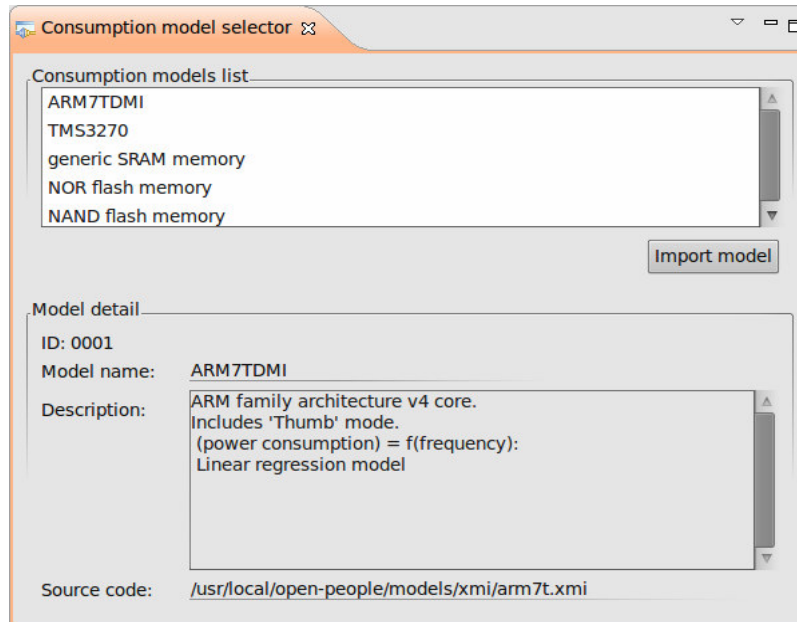 Consumption model selector
Consumption models list
ARM7TDMI
TMS3270
generic SRAM memory
NOR flash memory
NAND flash memory
Import model
Model detail
ID: 0001
Model name: ARM7TDMI
Description: ARM family architecture v4 core.
Includes 'Thumb' mode.
(power consumption) = f(frequency):
Linear regression model
Source code: /usr/local/open-people/models/xmi/arm7t.xmi